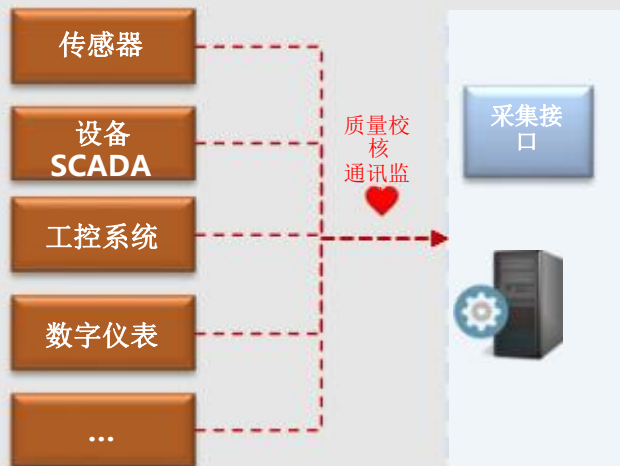 传感器
设备
SCADA
工控系统
数字仪表
...
质量校
核
通讯监
采集接
口